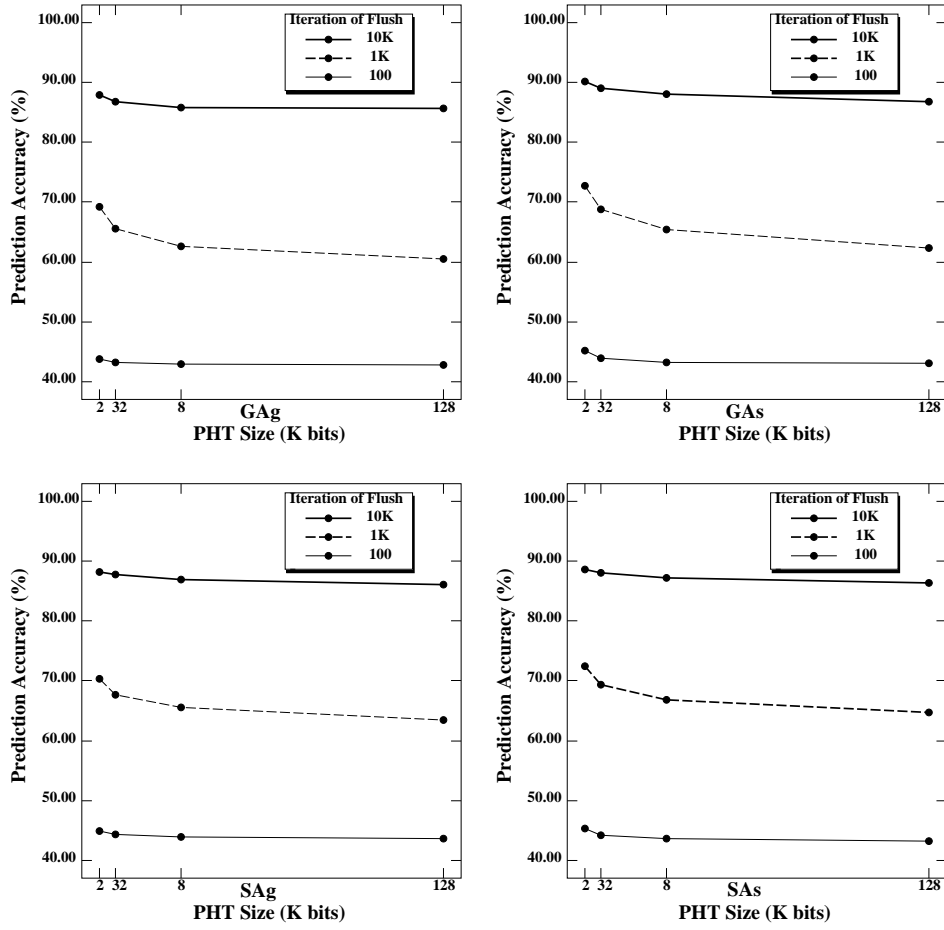 100.00
90.00
80.00
70.00
60.00
50.00
40.00
Prediction Accuracy (%)
Iteration of Flush
10K
1K
100
2 32 8 128
GAg
PHT Size (K bits)
100.00
90.00
80.00
70.00
60.00
50.00
40.00
Prediction Accuracy (%)
Iteration of Flush
10K
1K
100
2 32 8 128
GAs
PHT Size (K bits)
100.00
90.00
80.00
70.00
60.00
50.00
40.00
Prediction Accuracy (%)
Iteration of Flush
10K
1K
100
2 32 8 128
SAg
PHT Size (K bits)
100.00
90.00
80.00
70.00
60.00
50.00
40.00
Prediction Accuracy (%)
Iteration of Flush
10K
1K
100
2 32 8 128
SAs
PHT Size (K bits)